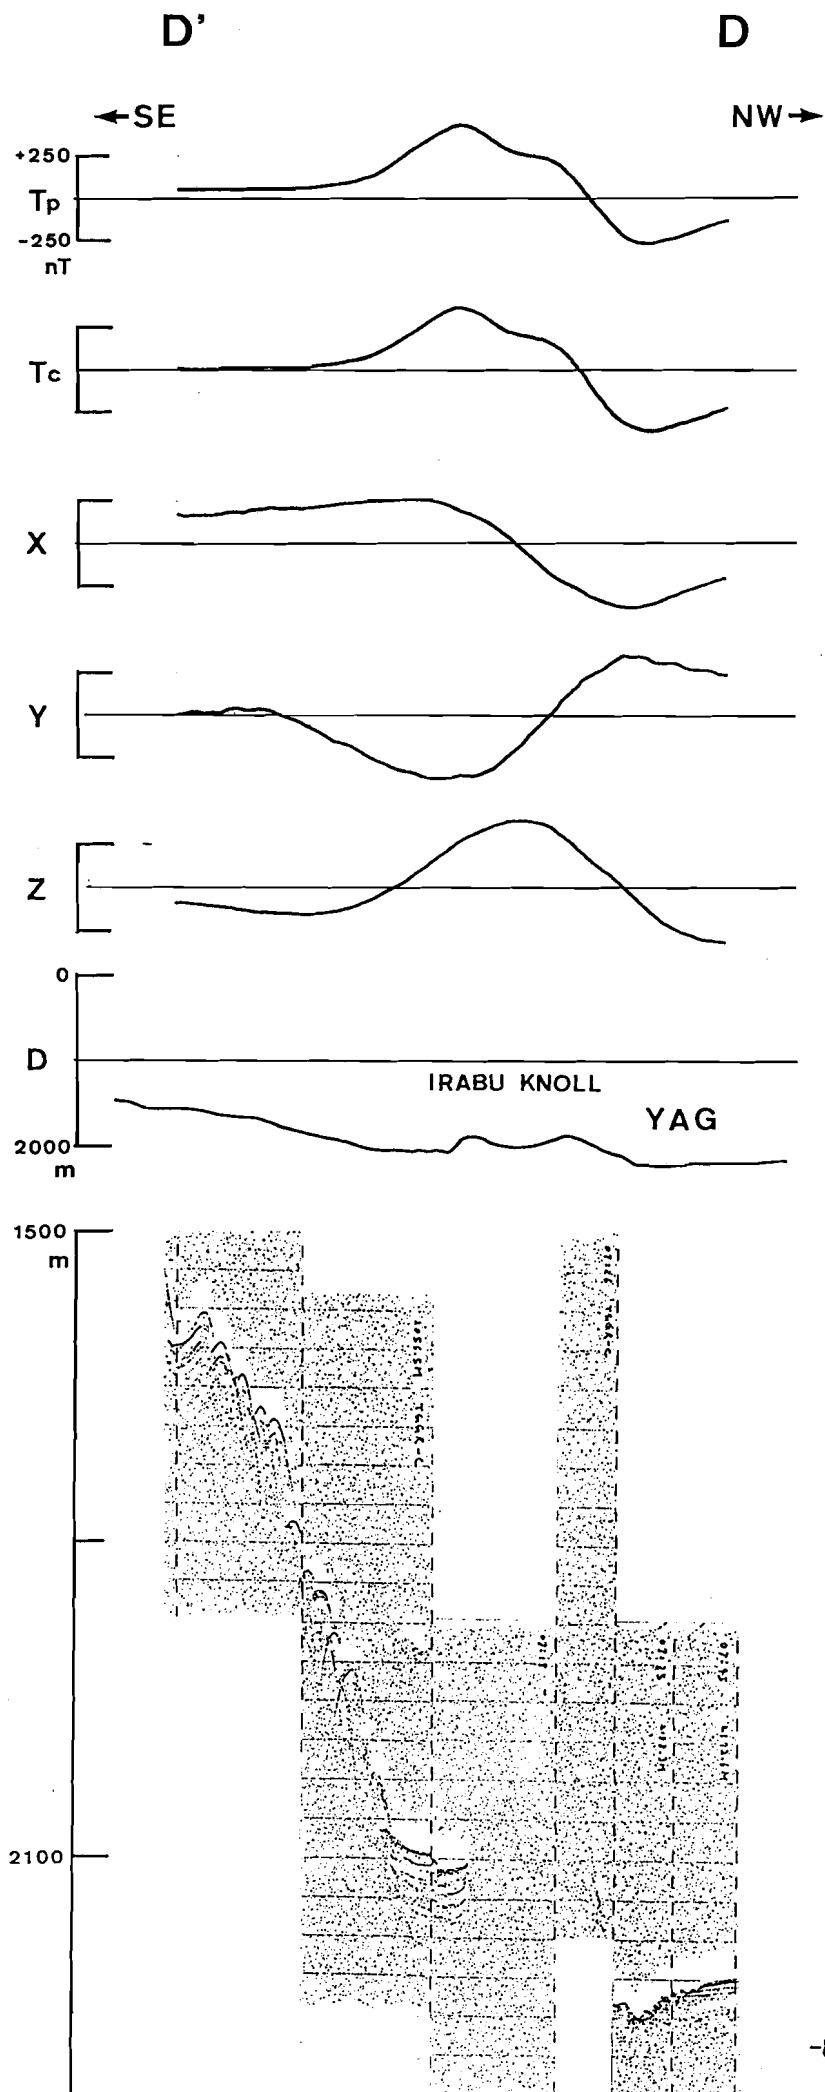 D' D
←SE NW→
+250
Tp
-250
nT
Tc
X
Y
Z
0
D
IRABU KNOLL
YAG
2000
m
1500
m
2100